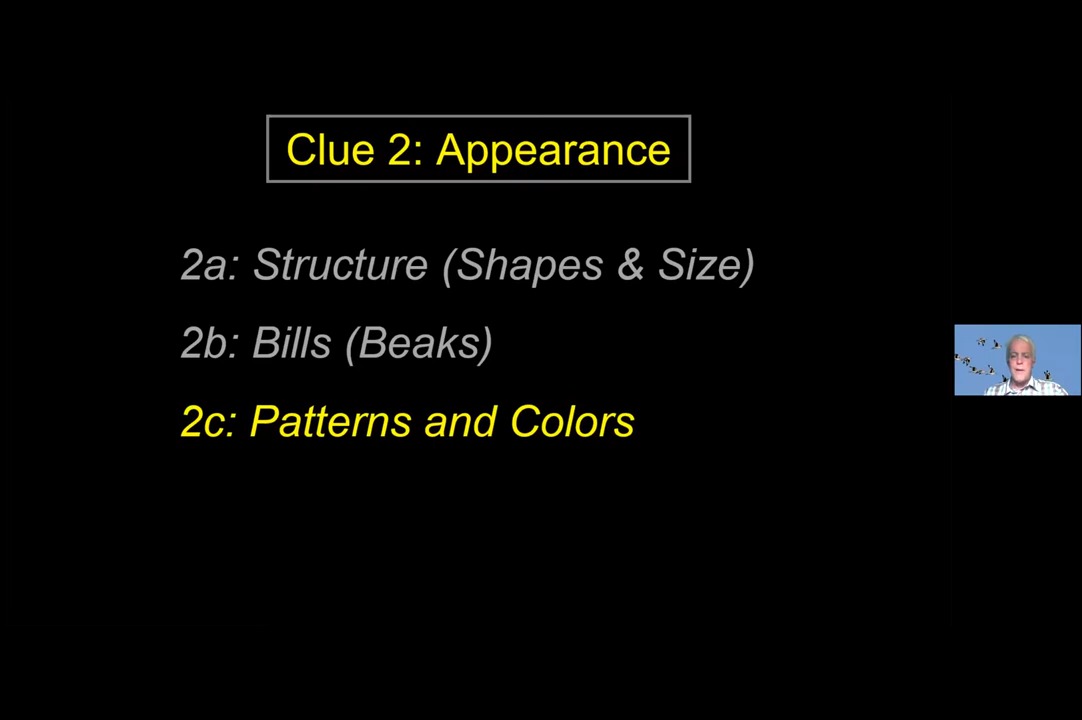 Clue 2: Appearance
2a: Structure (Shapes & Size)
2b: Bills (Beaks)
2c: Patterns and Colors